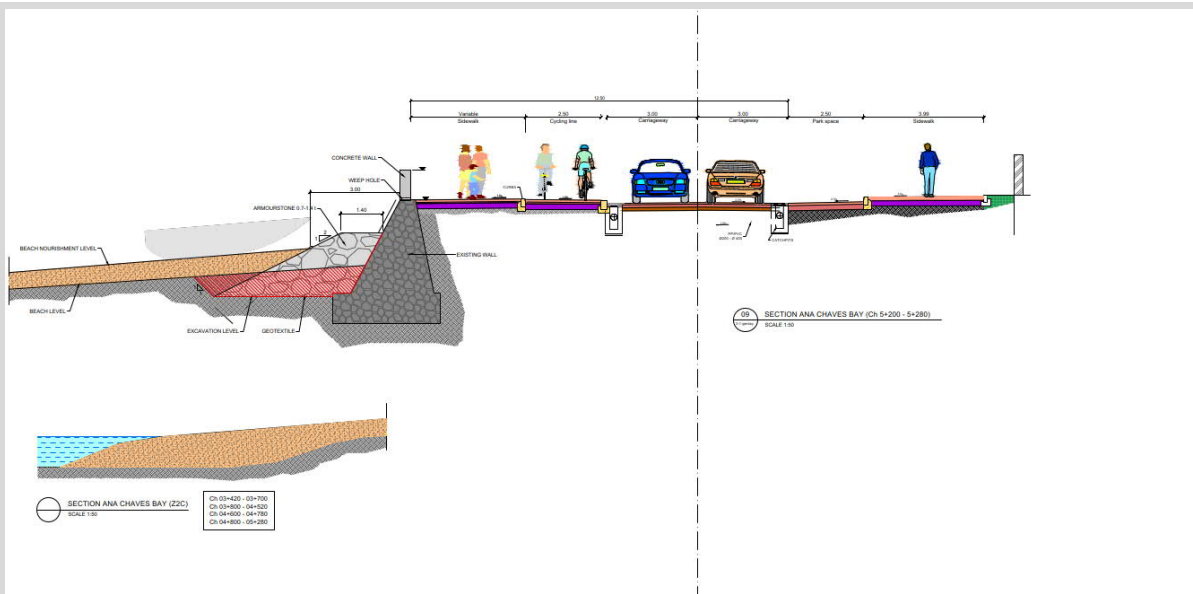 12.00
Variable
Sidewalk
2.50
Cycling line
3.00
Carriageway
3.00
Carriageway
2.50
Park space
3.99
Sidewalk
CONCRETE WALL
WEEP HOLE
3.00
ARMOURSTONE 0.7-1.4 t
1.40
2
1
BEACH NOURISHMENT LEVEL
EXISTING WALL
BEACH LEVEL
EXCAVATION LEVEL
GEOTEXTILE
09
SECTION ANA CHAVES BAY (Ch 5+200 - 5+280)
SCALE 1:50
SECTION ANA CHAVES BAY (Z2C)
SCALE 1:50
Ch 03+420 - 03+700
Ch 03+800 - 04+520
Ch 04+600 - 04+780
Ch 04+800 - 05+280